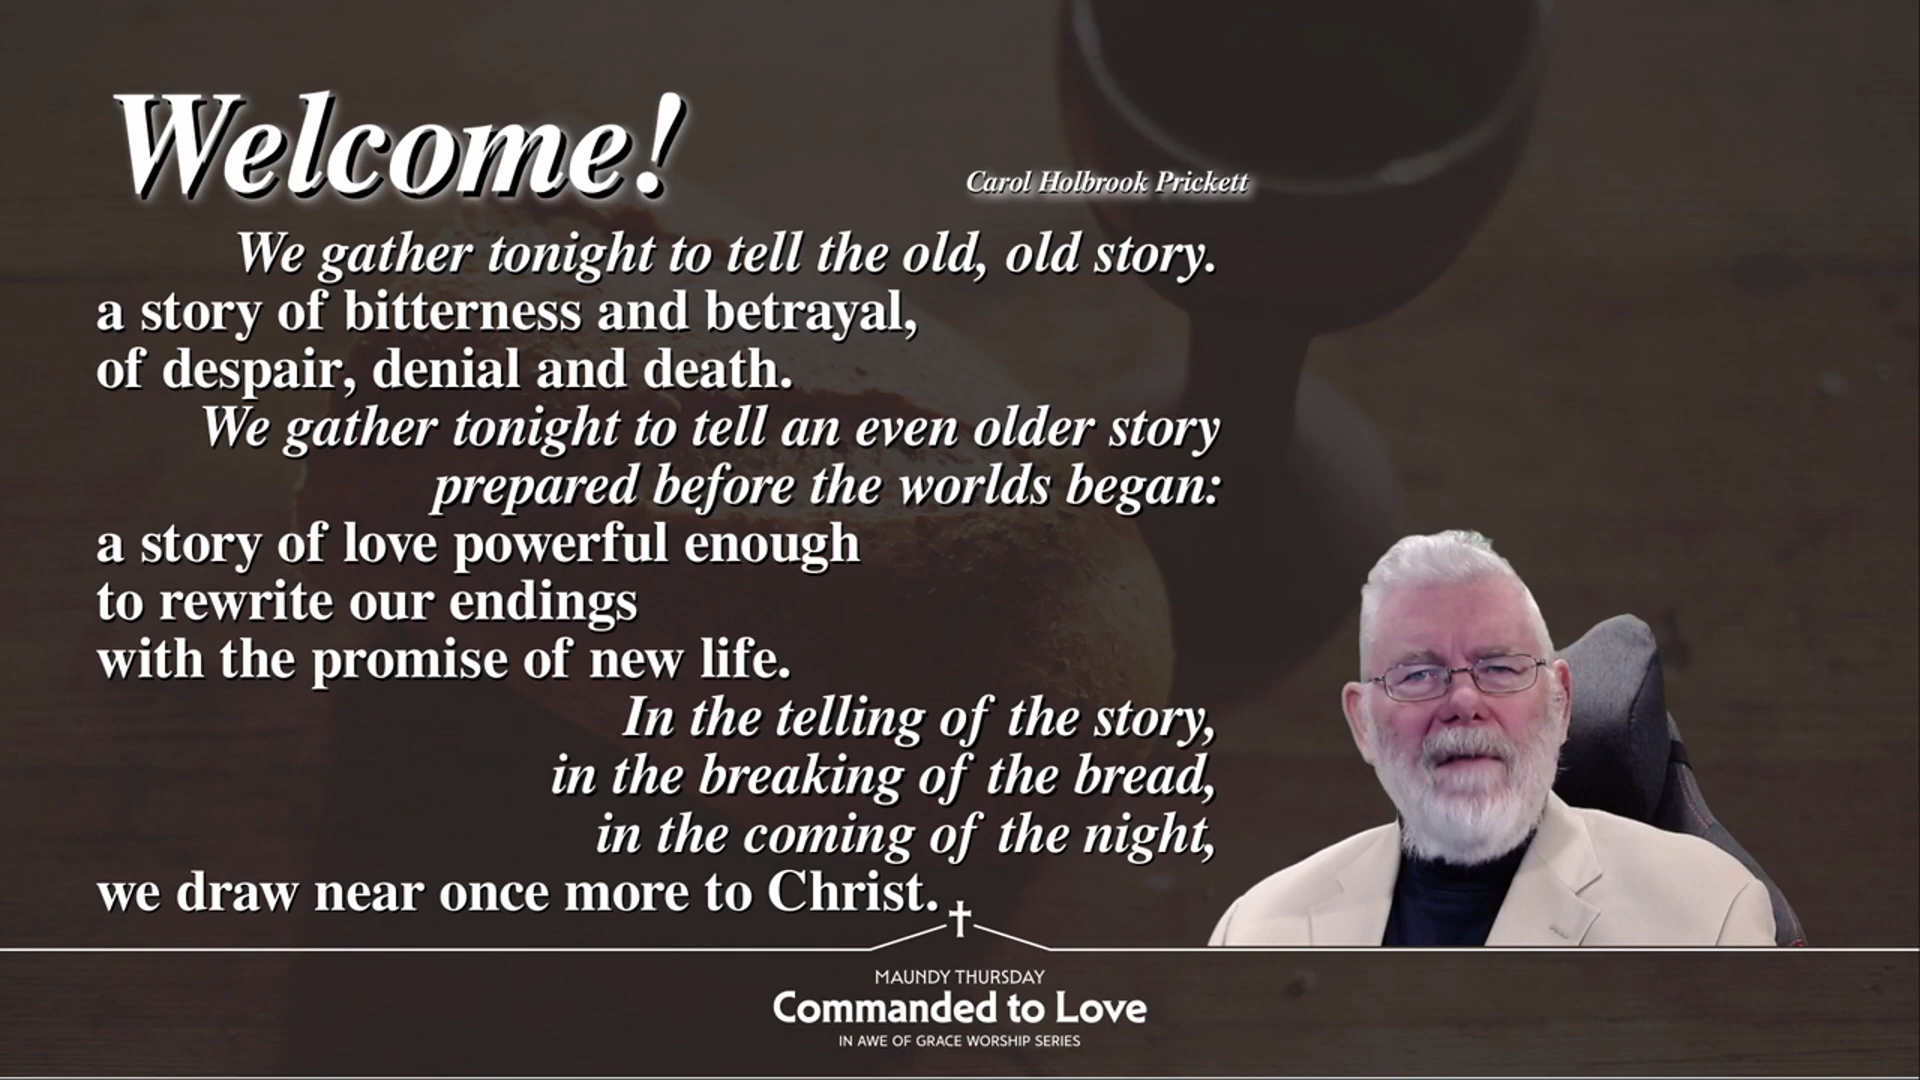 Welcome!
Carol Holbrook Prickett
We gather tonight to tell the old, old story.
a story of bitterness and betrayal,
of despair, denial and death.
We gather tonight to tell an even older story
prepared before the worlds began:
a story of love powerful enough
to rewrite our endings
with the promise of new life.
In the telling of the story,
in the breaking of the bread,
in the coming of the night,
we draw near once more to Christ.
MAUNDY THURSDAY
Commanded to Love
IN AWE OF GRACE WORSHIP SERIES